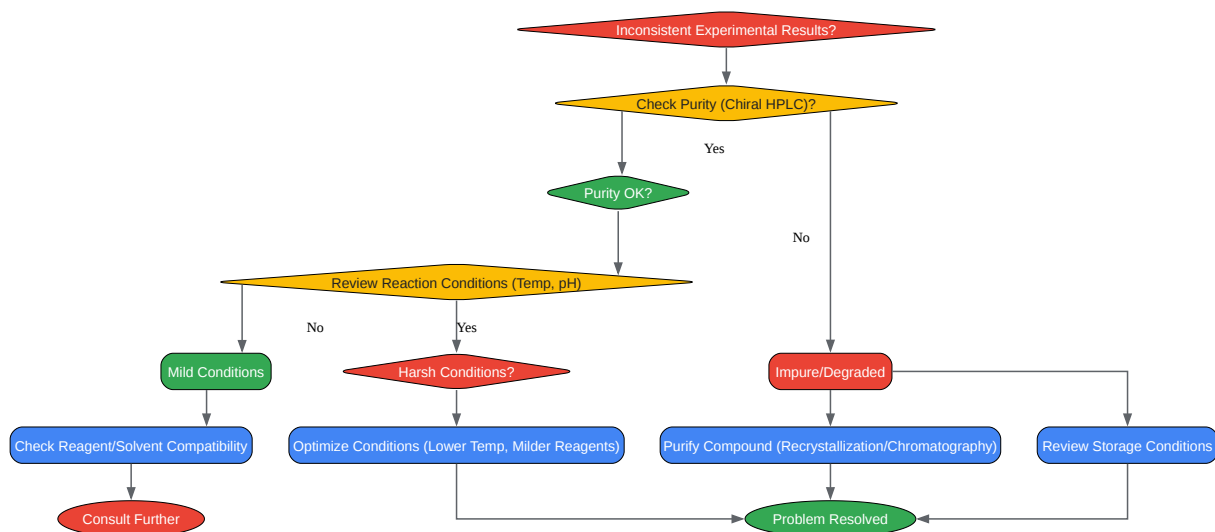 Inconsistent Experimental Results?
Check Purity (Chiral HPLC)?
Yes
Purity OK?
No
Review Reaction Conditions (Temp, pH)
No
Yes
Mild Conditions
Harsh Conditions?
Impure/Degraded
Check Reagent/Solvent Compatibility
Optimize Conditions (Lower Temp, Milder Reagents)
Purify Compound (Recrystallization/Chromatography)
Review Storage Conditions
Consult Further
Problem Resolved